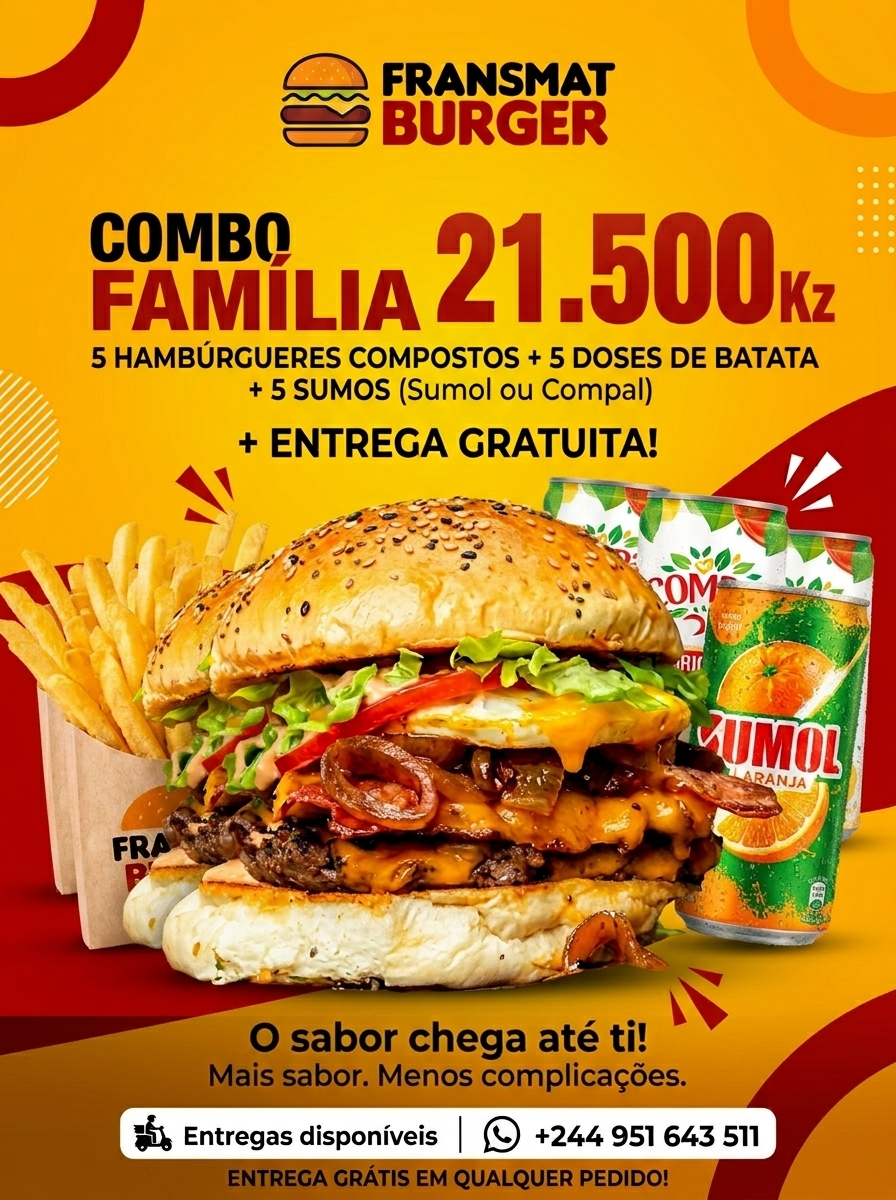 FRANSMAT
BURGER
COMBO
FAMÍLIA
21.500Kz
5 HAMBÚRGUERES COMPOSTOS + 5 DOSES DE BATATA
+ 5 SUMOS (Sumol ou Compal)
+ ENTREGA GRATUITA!
COM
SUMOL
LARANJA
FRA
O sabor chega até ti!
Mais sabor. Menos complicações.
Entregas disponíveis
+244 951 643 511
ENTREGA GRÁTIS EM QUALQUER PEDIDO!